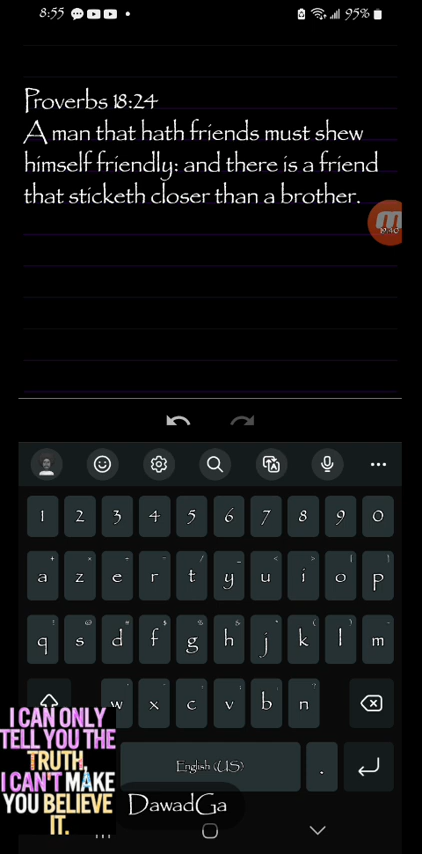 8:55 95%
Proverbs 18:24
A man that hath friends must shew
himself friendly: and there is a friend
that sticketh closer than a brother.
19:40
1 2 3 4 5 6 7 8 9 0
a z e r t y u i o p
q s d f g h j k l m
w x c v b n
I CAN ONLY
TELL YOU THE
TRUTH,
I CAN'T MAKE
YOU BELIEVE
IT.
English (US) .
DawadGa